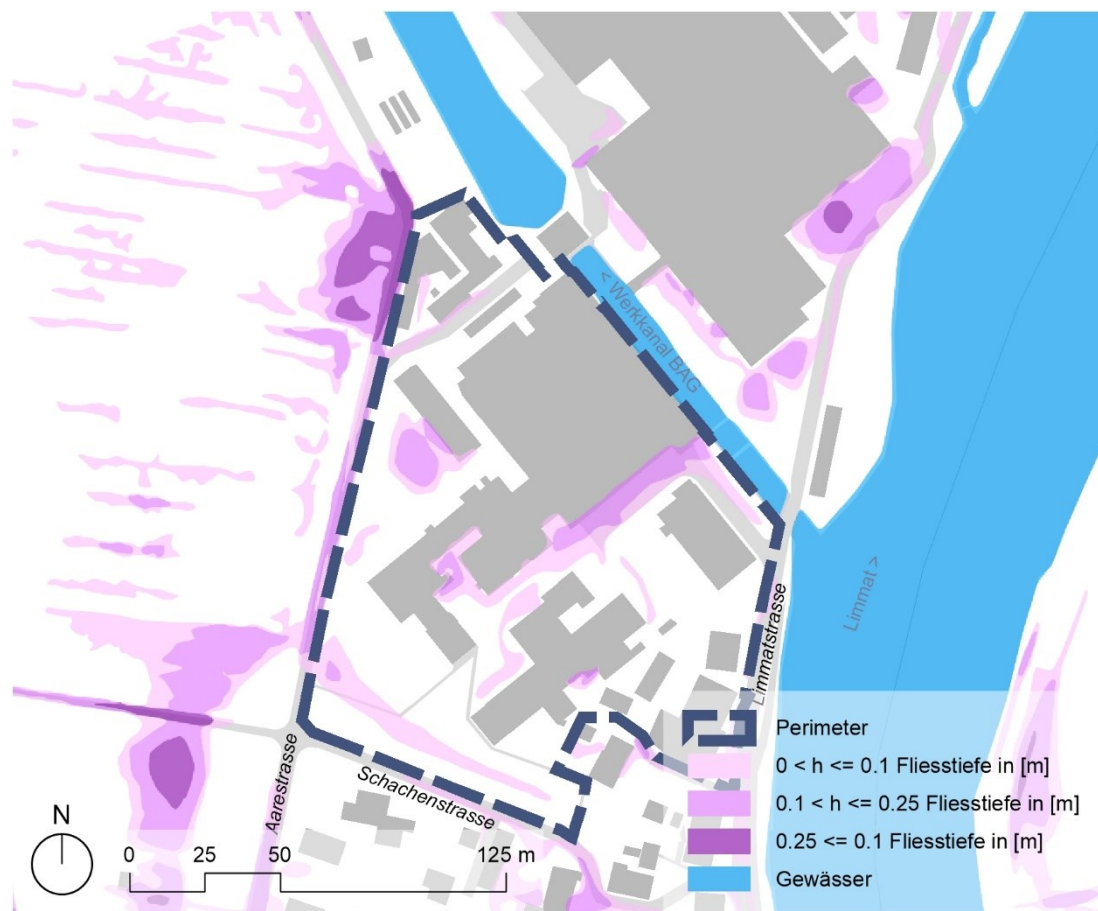 < Werkkanal BAG
Limmat >
Limmatstrasse
Aarestrasse
Schachenstrasse
Perimeter
0 < h <= 0.1 Fliesstiefe in [m]
0.1 < h <= 0.25 Fliesstiefe in [m]
0.25 <= 0.1 Fliesstiefe in [m]
Gewässer
N
0 25 50 125 m